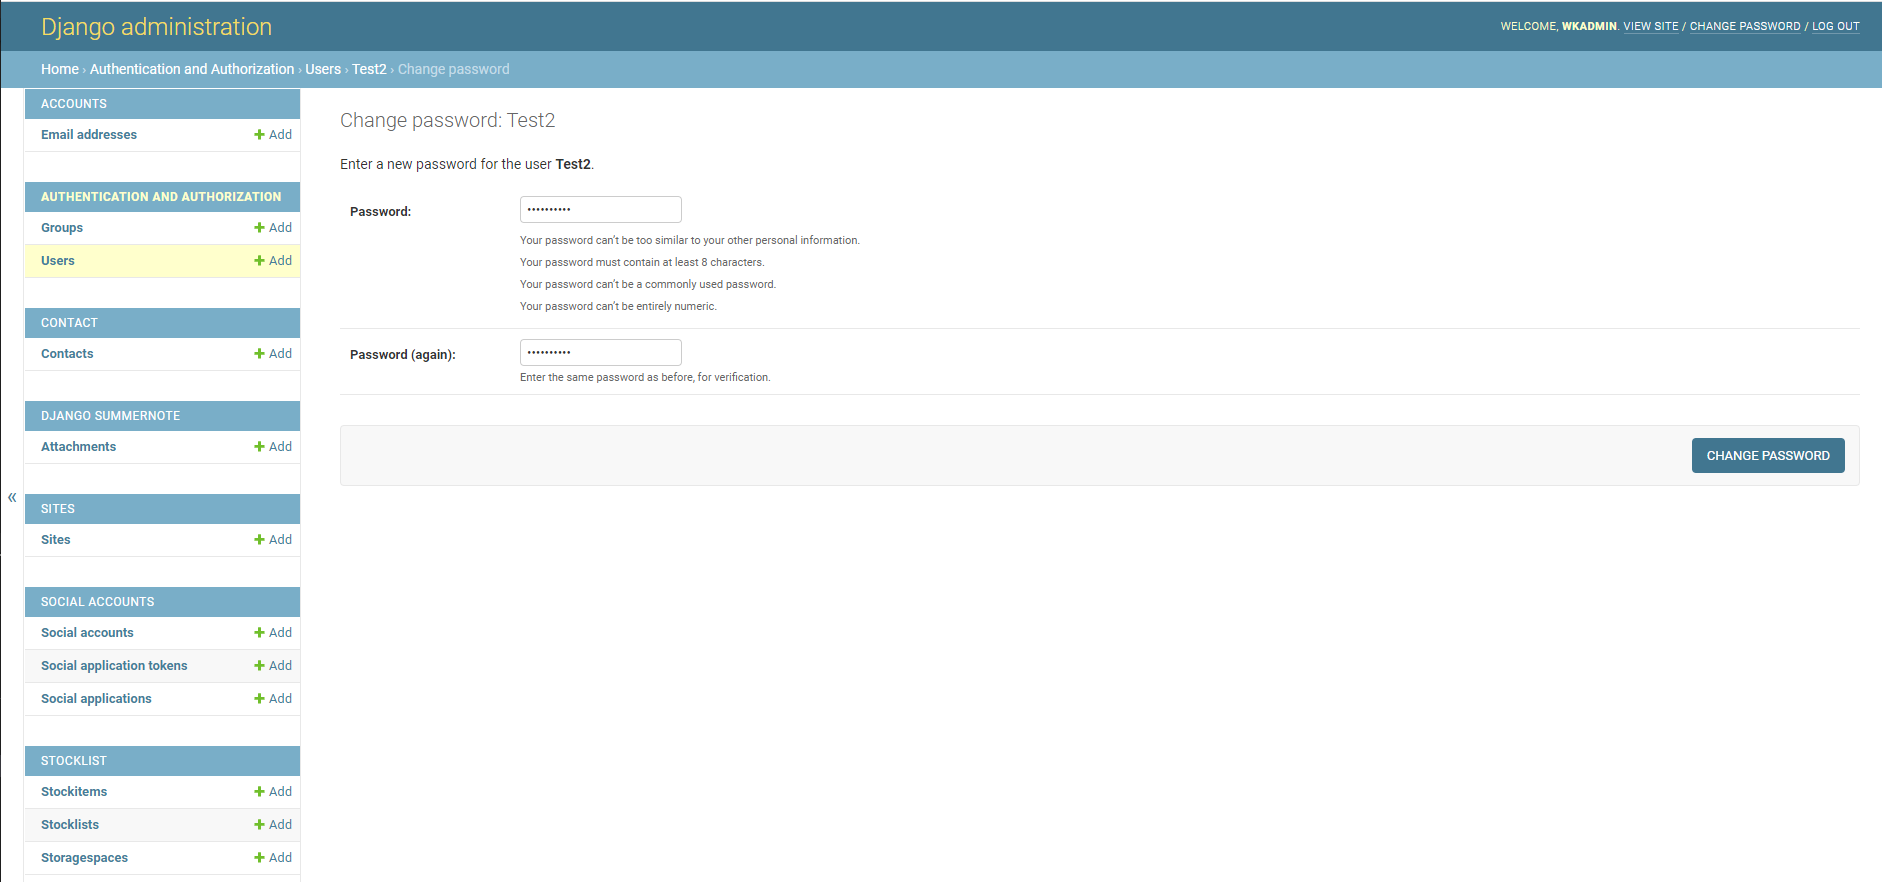 Django administration
WELCOME, WKADMIN. VIEW SITE / CHANGE PASSWORD / LOG OUT
Home › Authentication and Authorization › Users › Test2 › Change password
ACCOUNTS
Email addresses
Add
AUTHENTICATION AND AUTHORIZATION
Groups
Add
Users
Add
CONTACT
Contacts
Add
DJANGO SUMMERNOTE
Attachments
Add
«
SITES
Sites
Add
SOCIAL ACCOUNTS
Social accounts
Add
Social application tokens
Add
Social applications
Add
STOCKLIST
Stockitems
Add
Stocklists
Add
Storagespaces
Add
Change password: Test2
Enter a new password for the user Test2.
Password:
••••••••••
Your password can’t be too similar to your other personal information.
Your password must contain at least 8 characters.
Your password can’t be a commonly used password.
Your password can’t be entirely numeric.
Password (again):
••••••••••
Enter the same password as before, for verification.
CHANGE PASSWORD